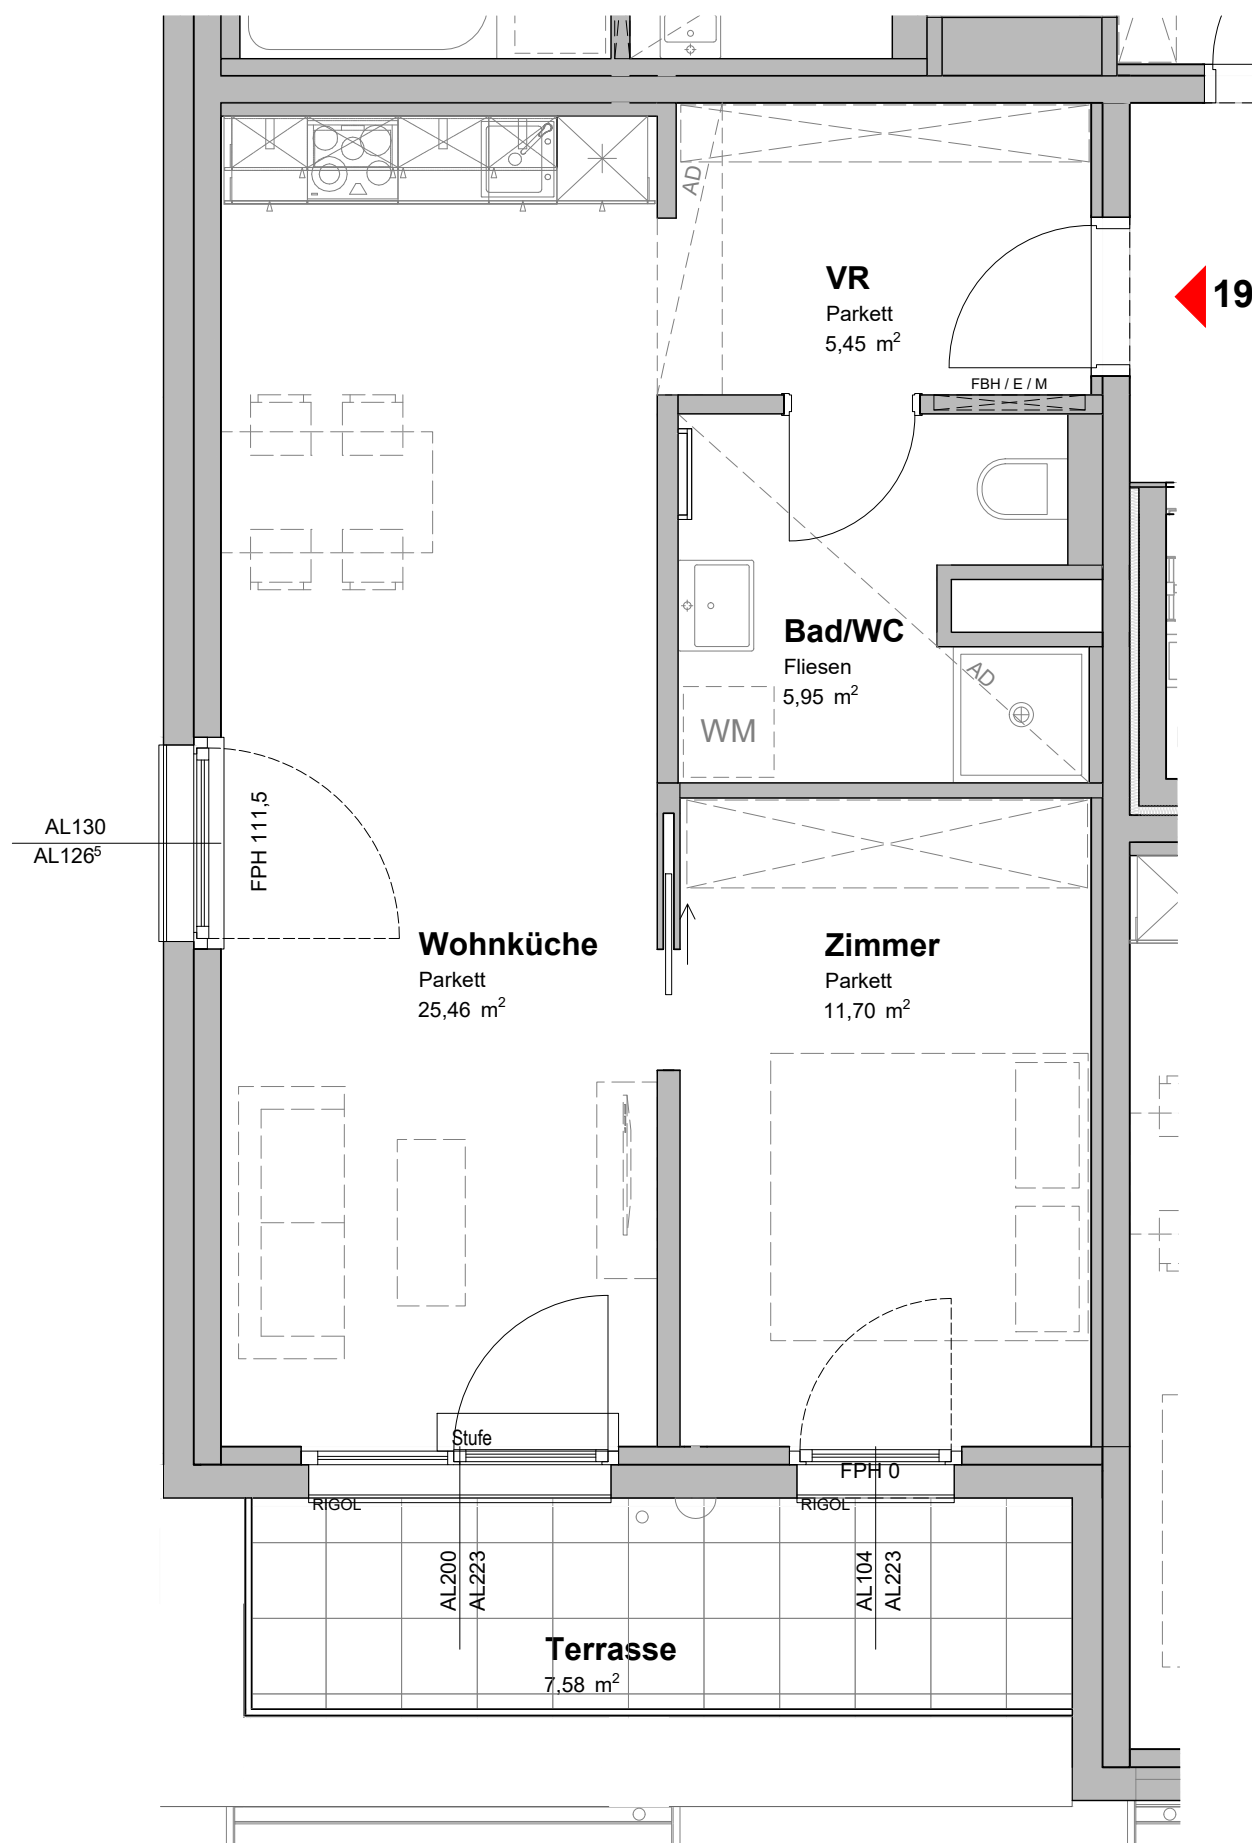 AD
VR
Parkett
5,45 m²
19
FBH / E / M
Bad/WC
Fliesen
5,95 m²
AD
WM
AL130
AL126⁵
FPH 111,5
Wohnküche
Parkett
25,46 m²
Zimmer
Parkett
11,70 m²
Stufe
FPH 0
RIGOL
RIGOL
AL200
AL223
AL104
AL223
Terrasse
7,58 m²